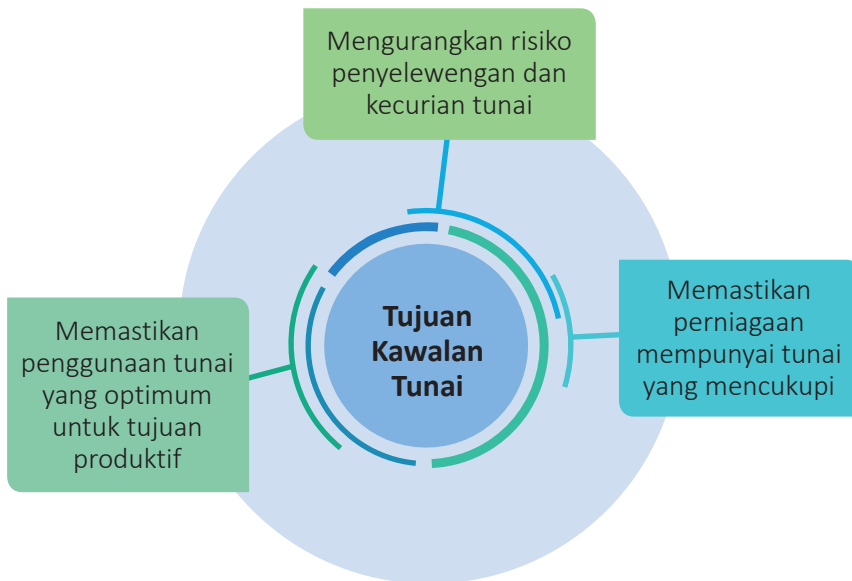 Mengurangkan risiko
penyelewengan dan
kecurian tunai
Tujuan
Kawalan
Tunai
Memastikan
perniagaan
mempunyai tunai
yang mencukupi
Memastikan
penggunaan tunai
yang optimum
untuk tujuan
produktif